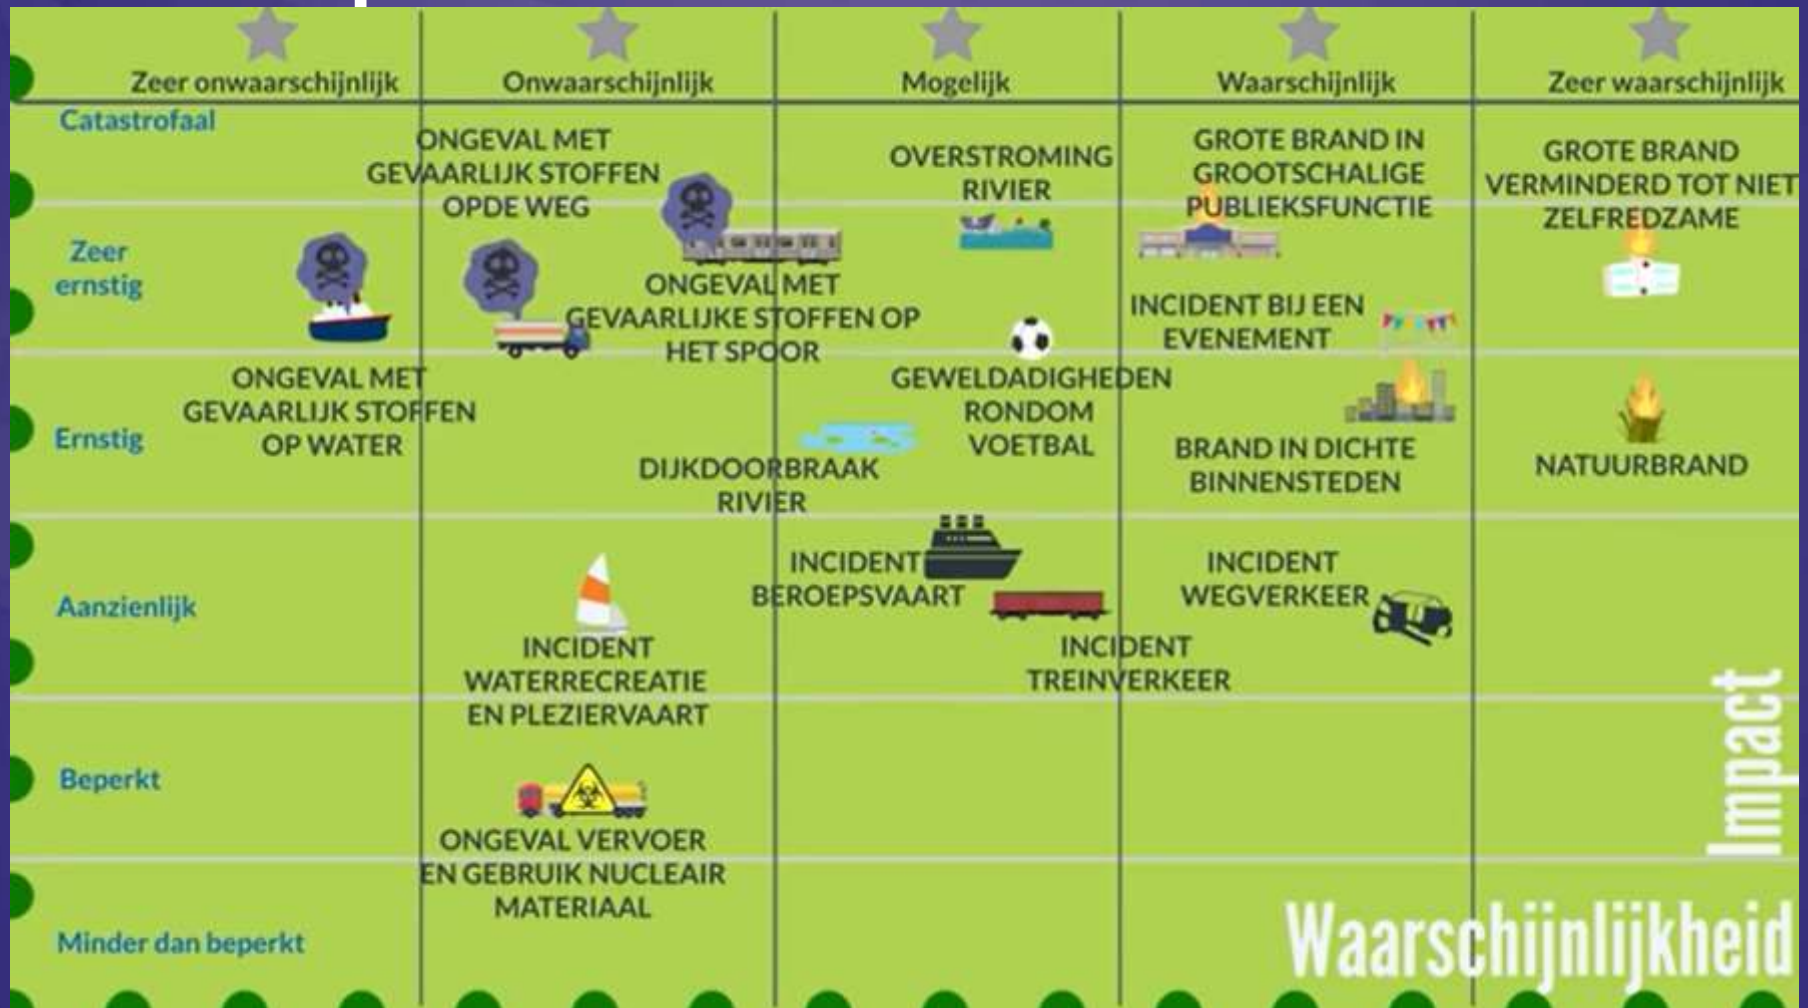 Zeer onwaarschijnlijk
Onwaarschijnlijk
Mogelijk
Waarschijnlijk
Zeer waarschijnlijk
Catastrofaal
ONGEVAL MET
GEVAARLIJK STOFFEN
OPDE WEG
OVERSTROMING
RIVIER
GROTE BRAND IN
GROOTSCHALIGE
PUBLIEKSFUNCTIE
GROTE BRAND
VERMINDERD TOT NIET
ZELFREDZAME
Zeer
ernstig
ONGEVAL MET
GEVAARLIJKE STOFFEN OP
HET SPOOR
INCIDENT BIJ EEN
EVENEMENT
ONGEVAL MET
GEVAARLIJK STOFFEN
OP WATER
GEWELDADIGHEDEN
RONDOM
VOETBAL
Ernstig
DIJKDOORBRAAK
RIVIER
BRAND IN DICHTE
BINNENSTEDEN
NATUURBRAND
Aanzienlijk
INCIDENT
WATERRECREATIE
EN PLEZIERVAART
INCIDENT
BEROEPSVAART
INCIDENT
TREINVERKEER
INCIDENT
WEGVERKEER
Beperkt
ONGEVAL VERVOER
EN GEBRUIK NUCLEAIR
MATERIAAL
Minder dan beperkt
Impact
Waarschijnlijkheid